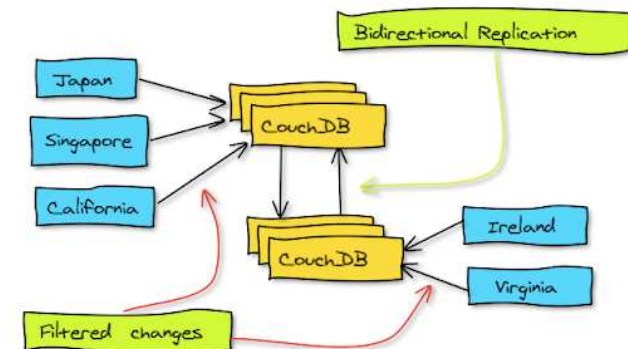 Bidirectional Replication
Japan
CouchDB
Singapore
California
Ireland
CouchDB
Virginia
Filtered changes